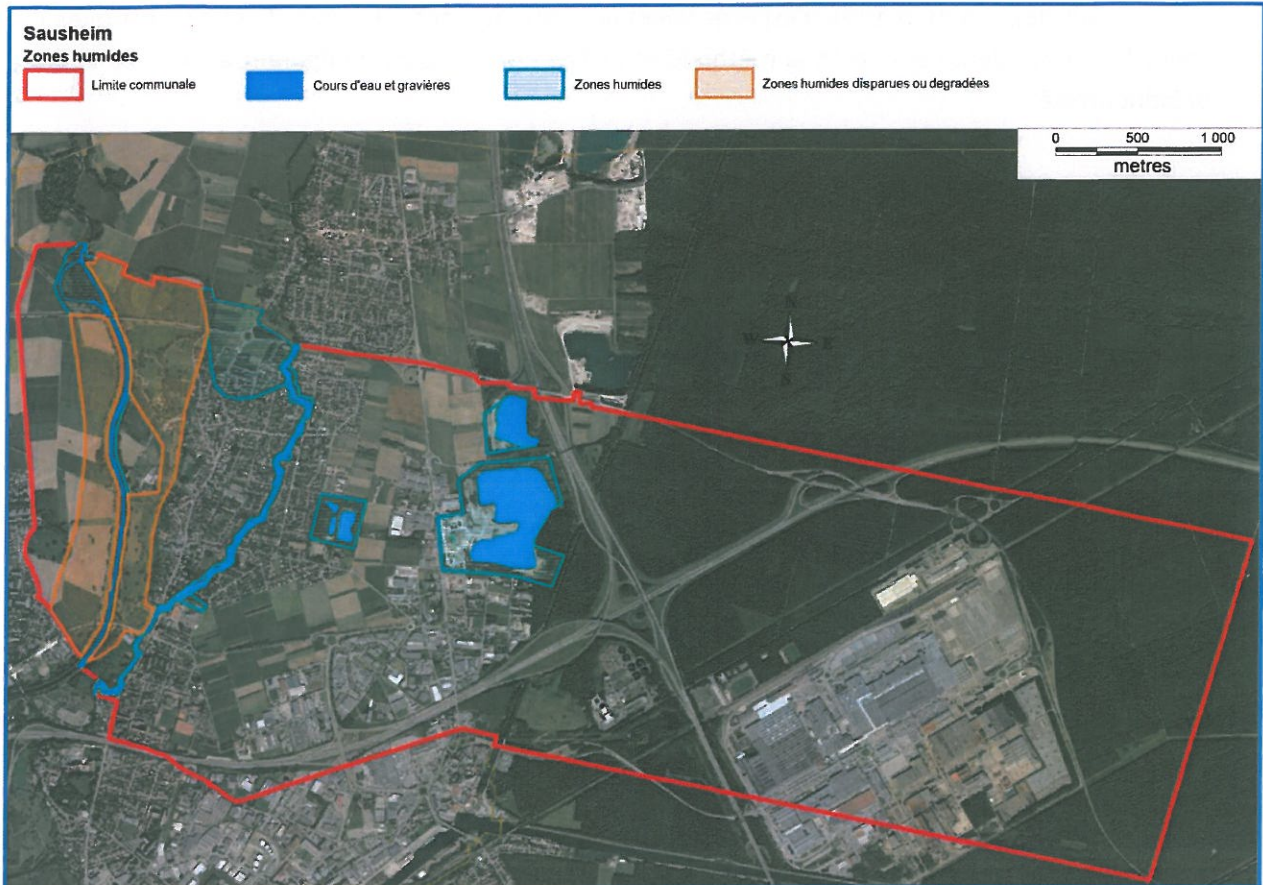 Sausheim
Zones humides
Limite communale
Cours d'eau et gravières
Zones humides
Zones humides disparues ou degradées
0 500 1 000
metres
N
W E
S